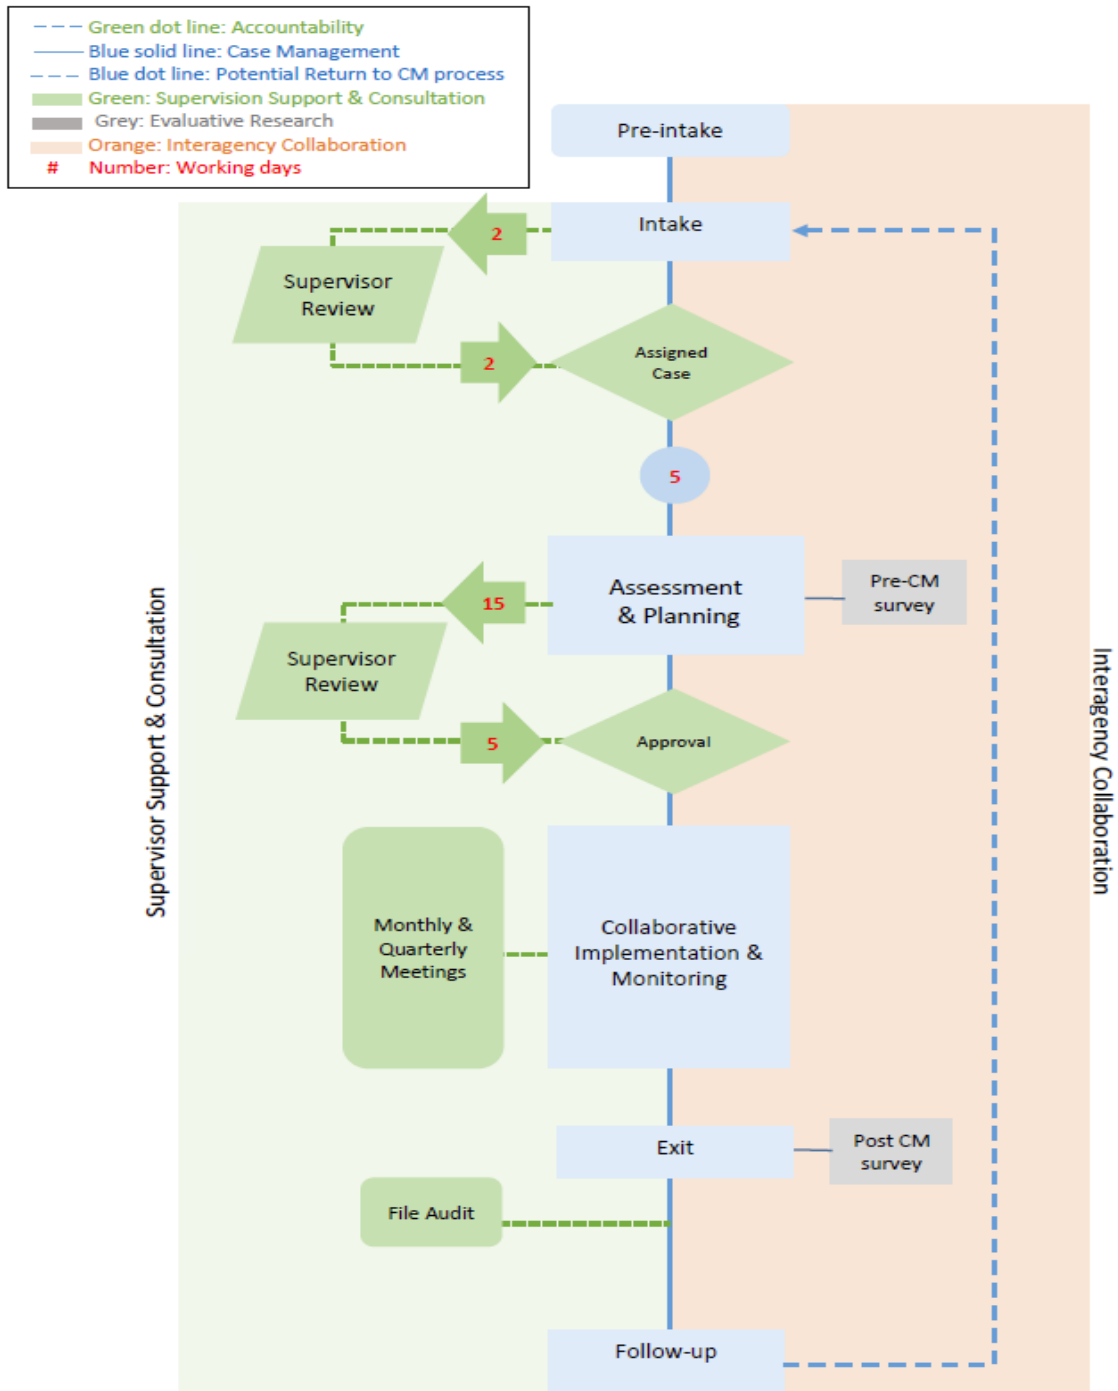 Green dot line: Accountability
Blue solid line: Case Management
Blue dot line: Potential Return to CM process
Green: Supervision Support & Consultation
Grey: Evaluative Research
Orange: Interagency Collaboration
# Number: Working days
Pre-intake
Intake
2
Supervisor
Review
2
Assigned
Case
5
Assessment
& Planning
Pre-CM
survey
15
Supervisor
Review
5
Approval
Supervisor Support & Consultation
Interagency Collaboration
Monthly &
Quarterly
Meetings
Collaborative
Implementation &
Monitoring
Exit
Post CM
survey
File Audit
Follow-up